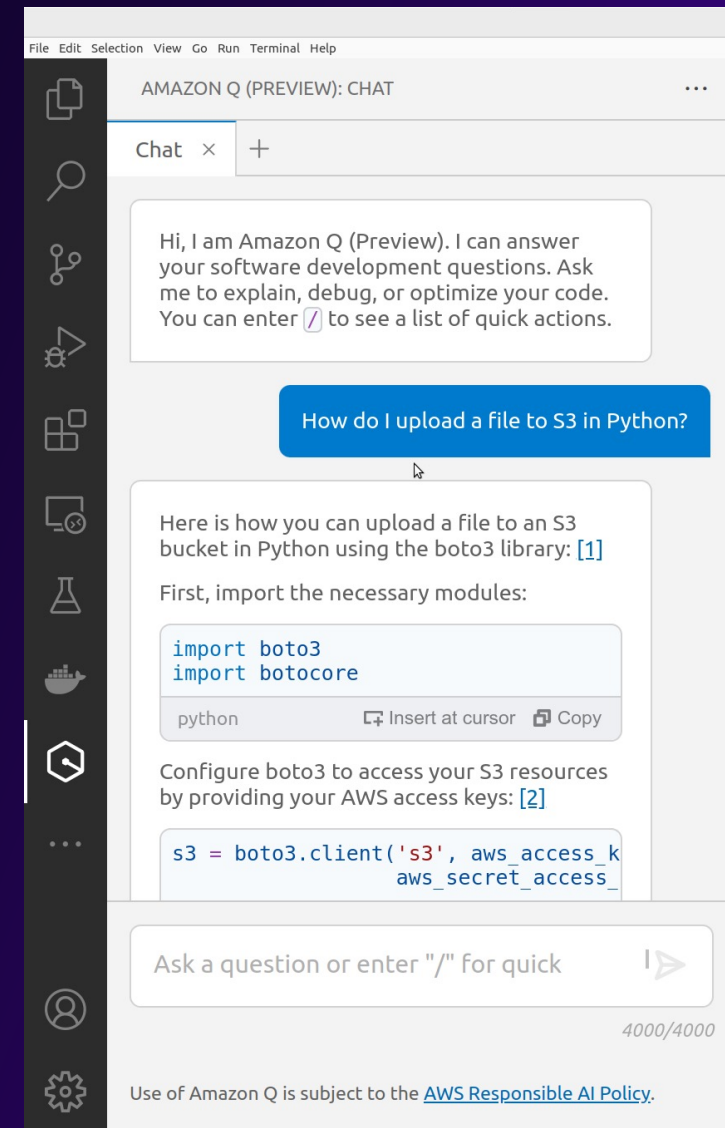 File Edit Selection View Go Run Terminal Help
AMAZON Q (PREVIEW): CHAT
Chat × +
Hi, I am Amazon Q (Preview). I can answer
your software development questions. Ask
me to explain, debug, or optimize your code.
You can enter / to see a list of quick actions.
How do I upload a file to S3 in Python?
Here is how you can upload a file to an S3
bucket in Python using the boto3 library: [1]
First, import the necessary modules:
import boto3
import botocore
python Insert at cursor Copy
Configure boto3 to access your S3 resources
by providing your AWS access keys: [2]
s3 = boto3.client('s3', aws_access_k
aws_secret_access_
Ask a question or enter "/" for quick
4000/4000
Use of Amazon Q is subject to the AWS Responsible AI Policy.